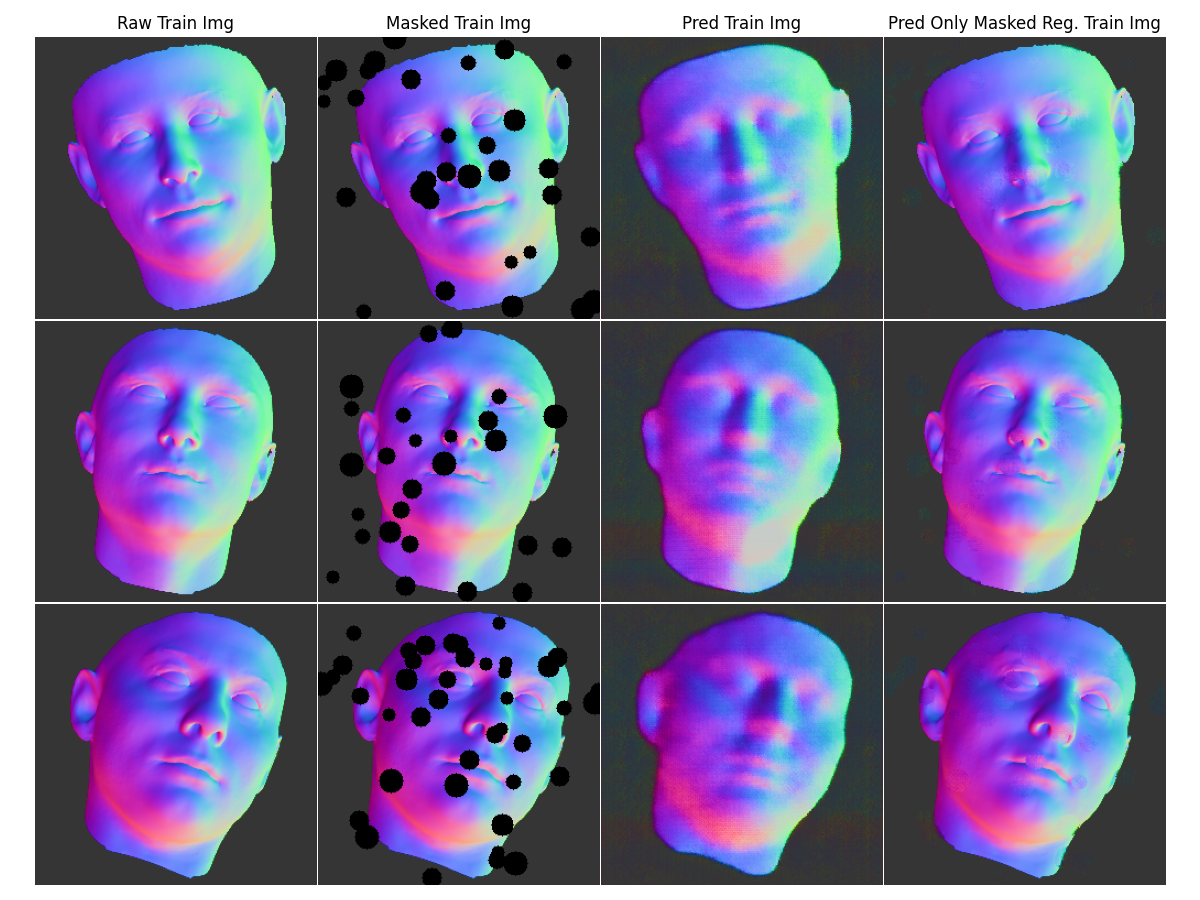 Raw Train Img
Masked Train Img
Pred Train Img
Pred Only Masked Reg. Train Img